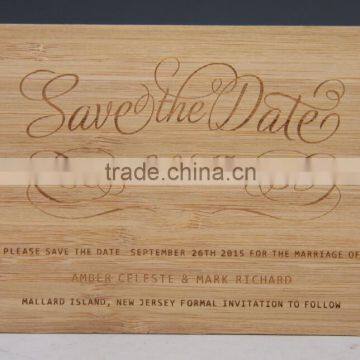 Save the Date
trade.china.cn
PLEASE SAVE THE DATE SEPTEMBER 26TH 2015 FOR THE MARRIAGE OF
AMBER CELESTE & MARK RICHARD
MALLARD ISLAND, NEW JERSEY FORMAL INVITATION TO FOLLOW